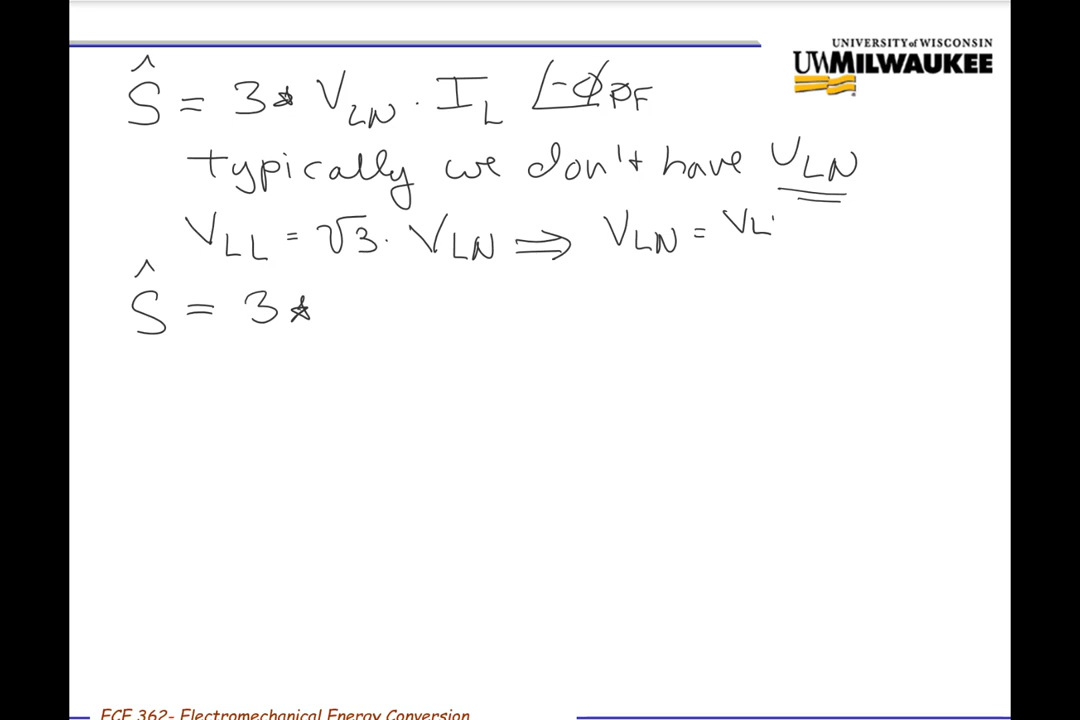 UNIVERSITY of WISCONSIN
UWMILWAUKEE
Ŝ = 3 * V_LN · I_L ∠-ϕ_PF
typically we don't have V_LN
V_LL = √3 · V_LN ⇒ V_LN = V_L
Ŝ = 3 *
ECE 362- Electromechanical Energy Conversion